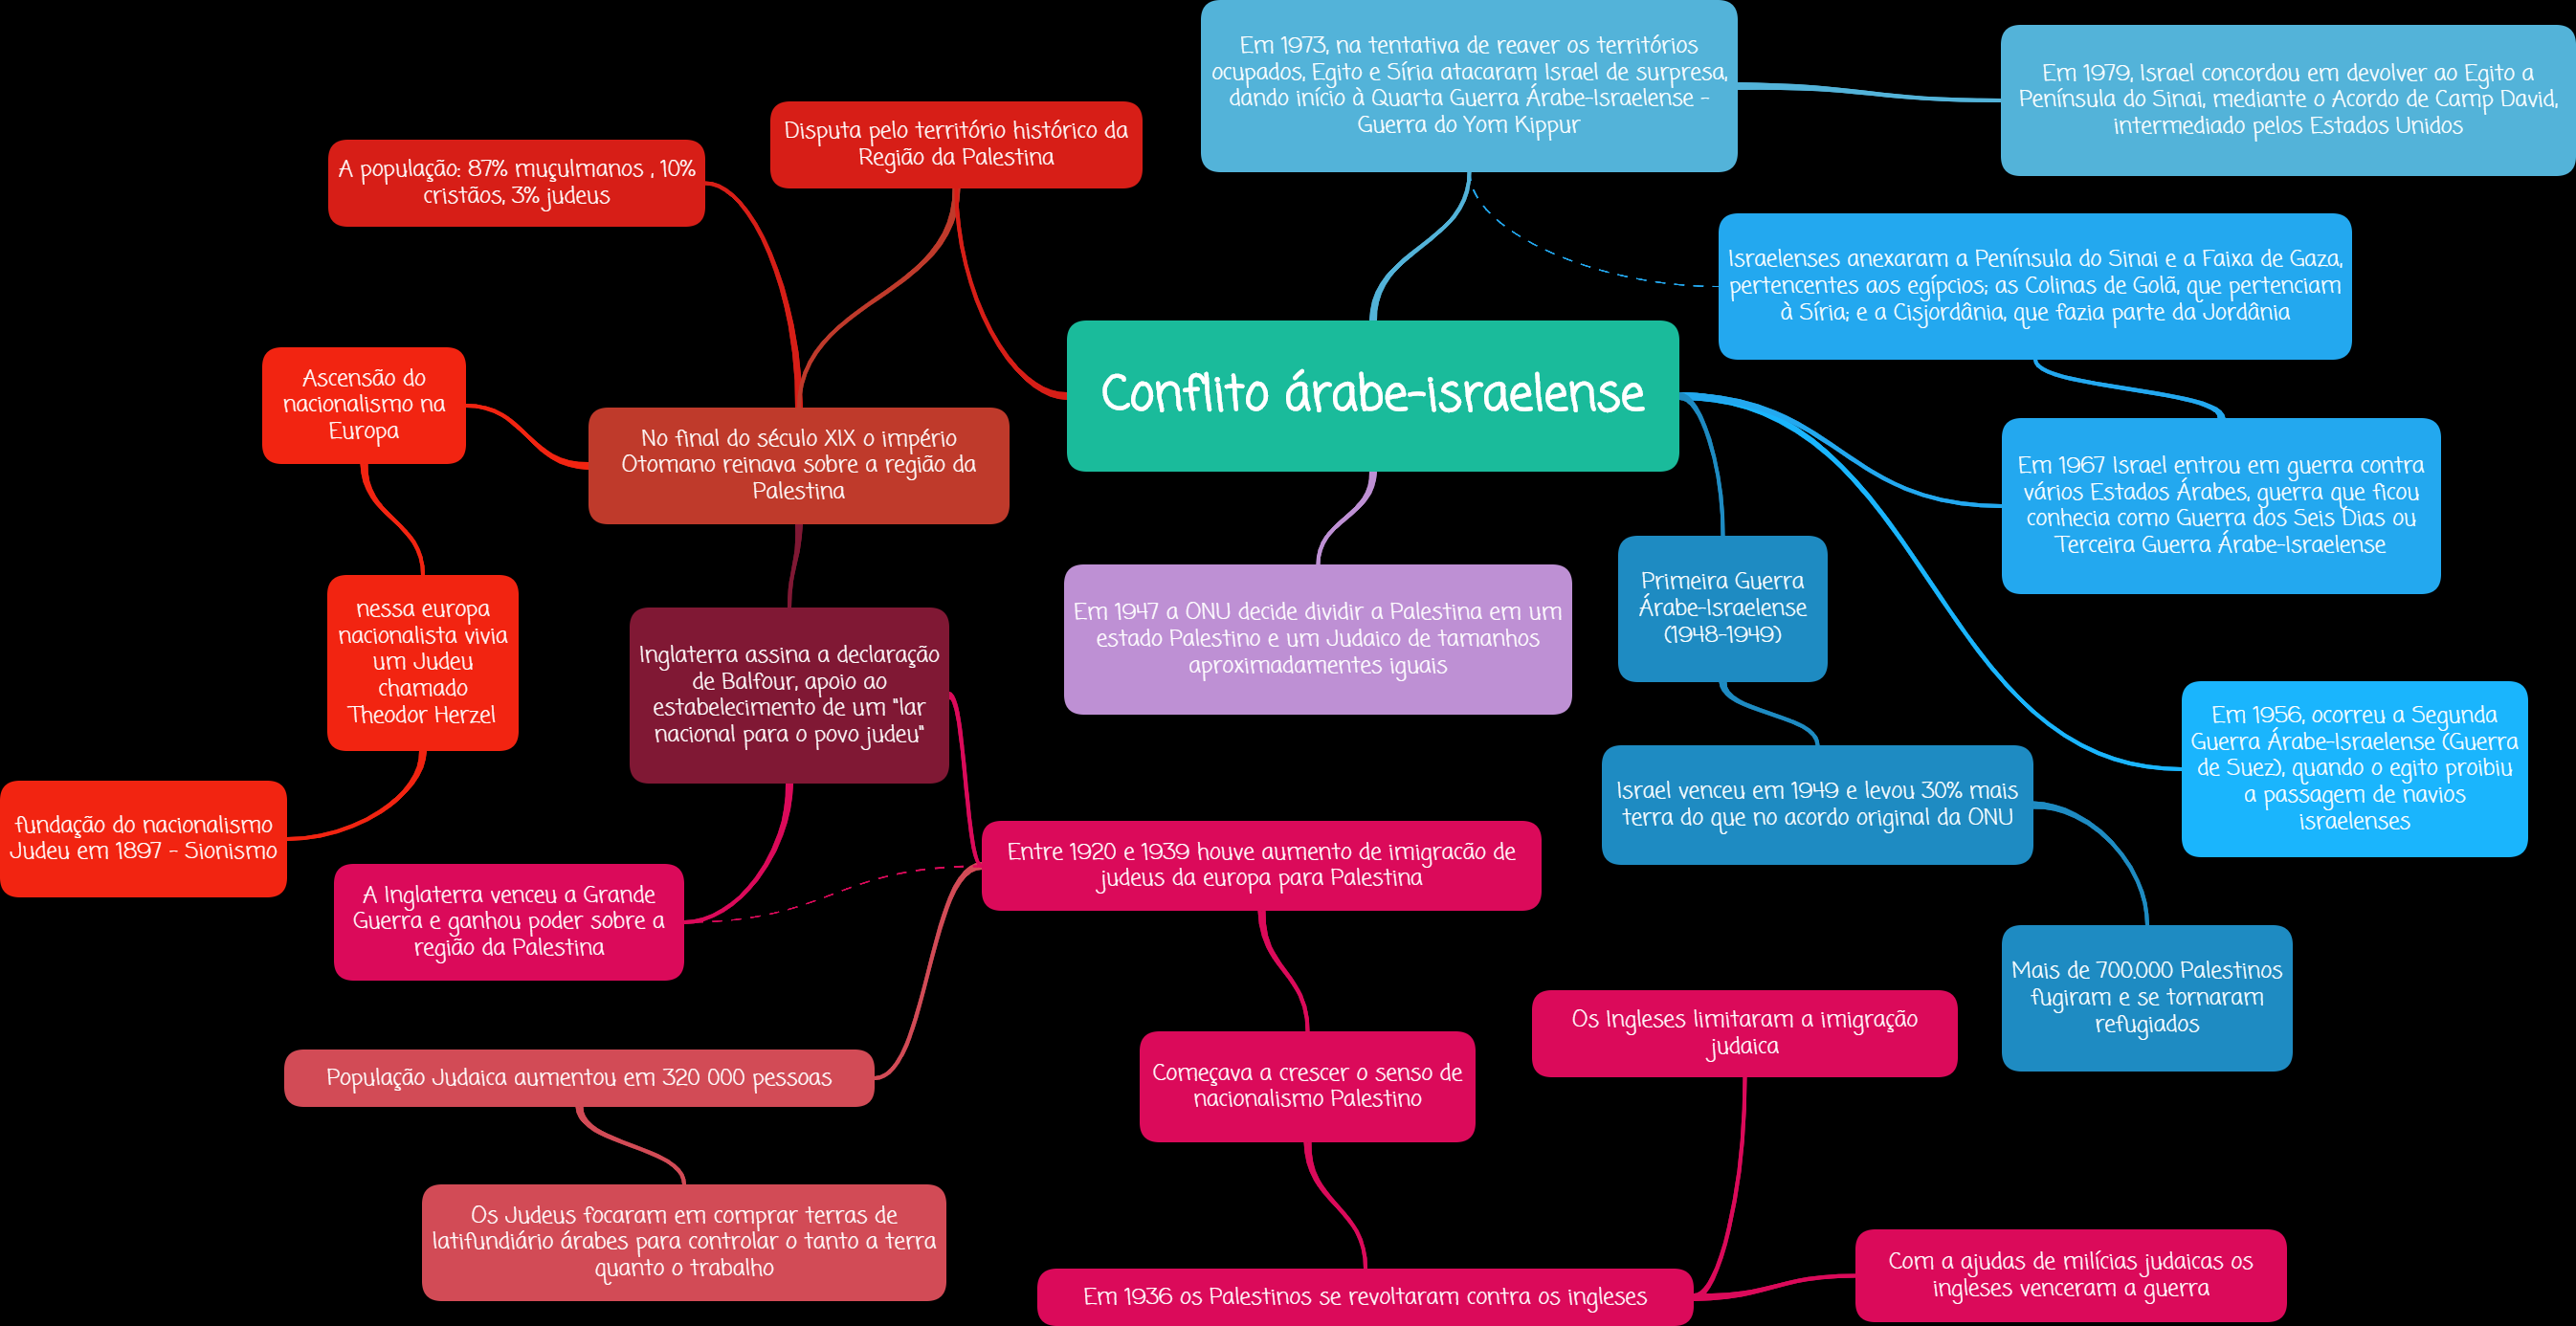 Em 1973, na tentativa de reaver os territórios
ocupados, Egito e Síria atacaram Israel de surpresa,
dando início à Quarta Guerra Árabe-Israelense -
Guerra do Yom Kippur
Em 1979, Israel concordou em devolver ao Egito a
Península do Sinai, mediante o Acordo de Camp David,
intermediado pelos Estados Unidos
Disputa pelo território histórico da
Região da Palestina
A população: 87% muçulmanos , 10%
cristãos, 3% judeus
Israelenses anexaram a Península do Sinai e a Faixa de Gaza,
pertencentes aos egípcios; as Colinas de Golã, que pertenciam
à Síria; e a Cisjordânia, que fazia parte da Jordânia
Conflito árabe-israelense
Ascensão do
nacionalismo na
Europa
No final do século XIX o império
Otomano reinava sobre a região da
Palestina
Em 1967 Israel entrou em guerra contra
vários Estados Árabes, guerra que ficou
conhecia como Guerra dos Seis Dias ou
Terceira Guerra Árabe-Israelense
Primeira Guerra
Árabe-Israelense
(1948-1949)
Em 1947 a ONU decide dividir a Palestina em um
estado Palestino e um Judaico de tamanhos
aproximadamentes iguais
nessa europa
nacionalista vivia
um Judeu
chamado
Theodor Herzel
Inglaterra assina a declaração
de Balfour, apoio ao
estabelecimento de um "lar
nacional para o povo judeu"
Em 1956, ocorreu a Segunda
Guerra Árabe-Israelense (Guerra
de Suez), quando o egito proibiu
a passagem de navios
israelenses
Israel venceu em 1949 e levou 30% mais
terra do que no acordo original da ONU
fundação do nacionalismo
Judeu em 1897 - Sionismo
Entre 1920 e 1939 houve aumento de imigracão de
judeus da europa para Palestina
A Inglaterra venceu a Grande
Guerra e ganhou poder sobre a
região da Palestina
Mais de 700.000 Palestinos
fugiram e se tornaram
refugiados
Os Ingleses limitaram a imigração
judaica
Começava a crescer o senso de
nacionalismo Palestino
População Judaica aumentou em 320 000 pessoas
Os Judeus focaram em comprar terras de
latifundiário árabes para controlar o tanto a terra
quanto o trabalho
Com a ajudas de milícias judaicas os
ingleses venceram a guerra
Em 1936 os Palestinos se revoltaram contra os ingleses